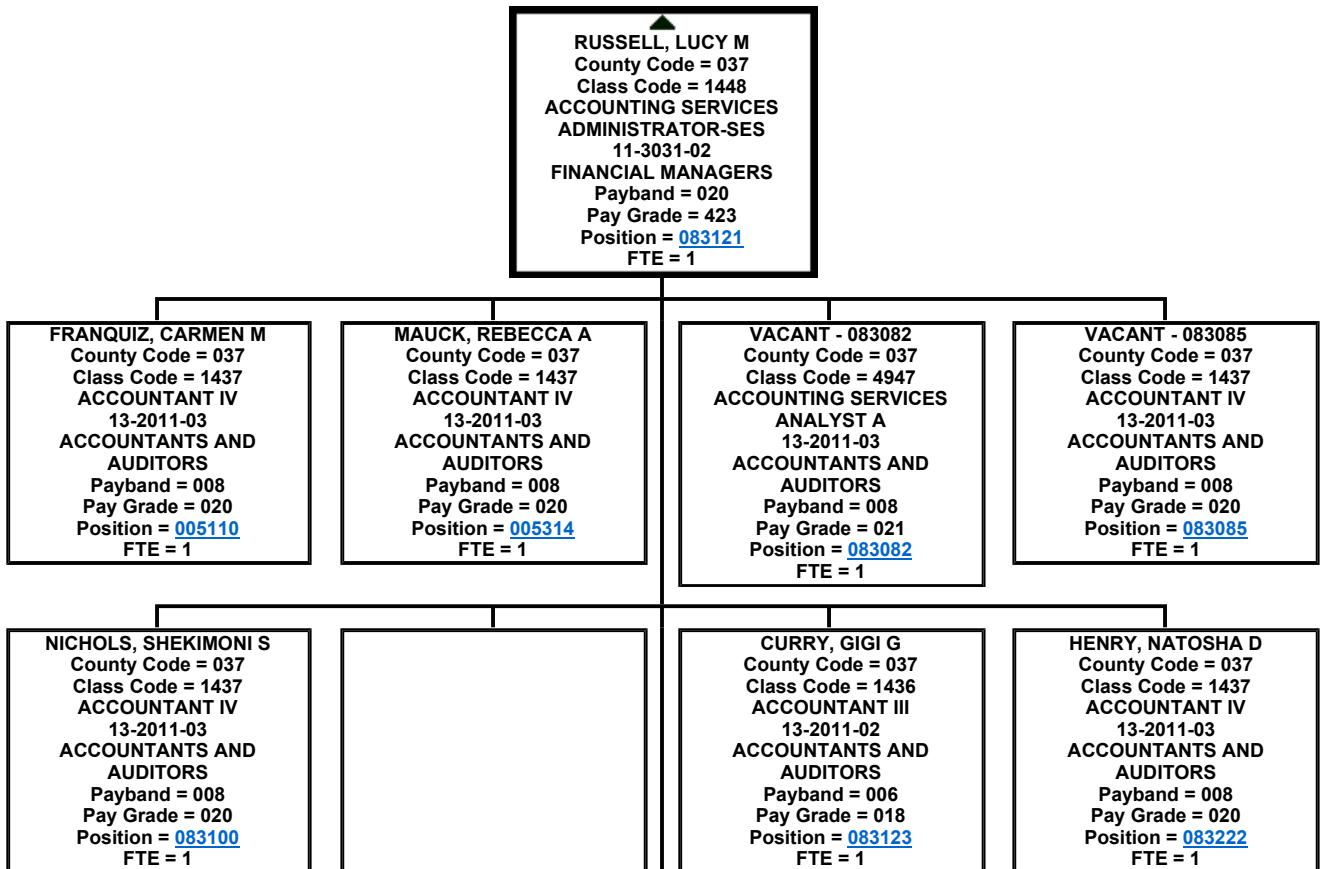 RUSSELL, LUCY M
County Code = 037
Class Code = 1448
ACCOUNTING SERVICES
ADMINISTRATOR-SES
11-3031-02
FINANCIAL MANAGERS
Payband = 020
Pay Grade = 423
Position = 083121
FTE = 1
FRANQUIZ, CARMEN M
County Code = 037
Class Code = 1437
ACCOUNTANT IV
13-2011-03
ACCOUNTANTS AND
AUDITORS
Payband = 008
Pay Grade = 020
Position = 005110
FTE = 1
MAUCK, REBECCA A
County Code = 037
Class Code = 1437
ACCOUNTANT IV
13-2011-03
ACCOUNTANTS AND
AUDITORS
Payband = 008
Pay Grade = 020
Position = 005314
FTE = 1
VACANT - 083082
County Code = 037
Class Code = 4947
ACCOUNTING SERVICES
ANALYST A
13-2011-03
ACCOUNTANTS AND
AUDITORS
Payband = 008
Pay Grade = 021
Position = 083082
FTE = 1
VACANT - 083085
County Code = 037
Class Code = 1437
ACCOUNTANT IV
13-2011-03
ACCOUNTANTS AND
AUDITORS
Payband = 008
Pay Grade = 020
Position = 083085
FTE = 1
NICHOLS, SHEKIMONI S
County Code = 037
Class Code = 1437
ACCOUNTANT IV
13-2011-03
ACCOUNTANTS AND
AUDITORS
Payband = 008
Pay Grade = 020
Position = 083100
FTE = 1
CURRY, GIGI G
County Code = 037
Class Code = 1436
ACCOUNTANT III
13-2011-02
ACCOUNTANTS AND
AUDITORS
Payband = 006
Pay Grade = 018
Position = 083123
FTE = 1
HENRY, NATOSHA D
County Code = 037
Class Code = 1437
ACCOUNTANT IV
13-2011-03
ACCOUNTANTS AND
AUDITORS
Payband = 008
Pay Grade = 020
Position = 083222
FTE = 1